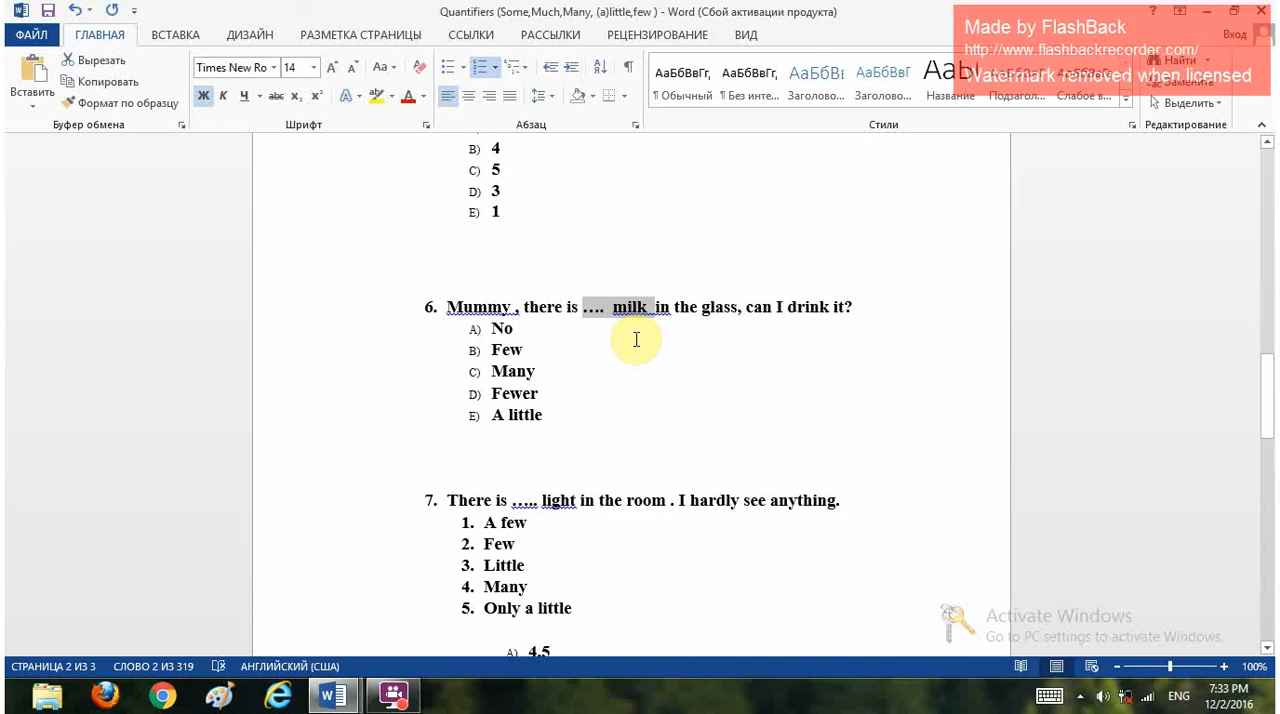 Quantifiers (Some,Much,Many, (a)little,few ) - Word (Сбой активации продукта)
Made by FlashBack
http://www.flashbackrecorder.com/
Watermark removed when licensed
ФАЙЛ ГЛАВНАЯ ВСТАВКА ДИЗАЙН РАЗМЕТКА СТРАНИЦЫ ССЫЛКИ РАССЫЛКИ РЕЦЕНЗИРОВАНИЕ ВИД Вход
Вставить
Вырезать
Копировать
Формат по образцу
Times New Ro 14
Aa
Ж К Ч abc x₂ x²
АаБбВвГг, АаБбВвГг, АаБбВі АаБбВвГ АаЫ
¶ Обычный ¶ Без инте... Заголово... Заголово... Название Подзагол... Слабое в...
Найти
Заменить
Выделить
Буфер обмена Шрифт Абзац Стили Редактирование
B) 4
C) 5
D) 3
E) 1
6. Mummy , there is …. milk in the glass, can I drink it?
A) No
B) Few
C) Many
D) Fewer
E) A little
7. There is ….. light in the room . I hardly see anything.
1. A few
2. Few
3. Little
4. Many
5. Only a little
A) 4,5
Activate Windows
Go to PC settings to activate Windows.
СТРАНИЦА 2 ИЗ 3 СЛОВО 2 ИЗ 319 АНГЛИЙСКИЙ (США) 100%
ENG
7:33 PM
12/2/2016